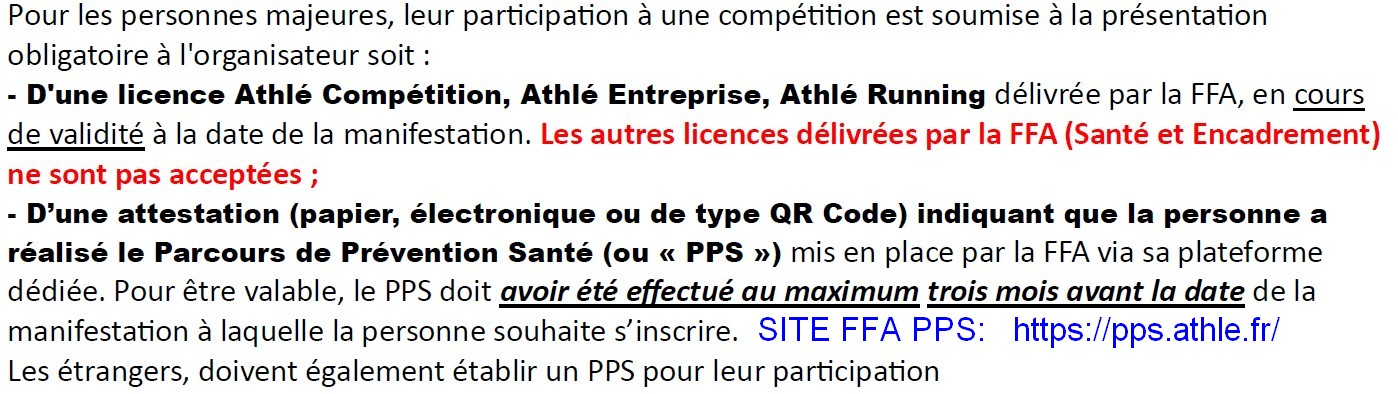 Pour les personnes majeures, leur participation à une compétition est soumise à la présentation
obligatoire à l'organisateur soit :
- D'une licence Athlé Compétition, Athlé Entreprise, Athlé Running délivrée par la FFA, en cours
de validité à la date de la manifestation. Les autres licences délivrées par la FFA (Santé et Encadrement)
ne sont pas acceptées ;
- D’une attestation (papier, électronique ou de type QR Code) indiquant que la personne a
réalisé le Parcours de Prévention Santé (ou « PPS ») mis en place par la FFA via sa plateforme
dédiée. Pour être valable, le PPS doit avoir été effectué au maximum trois mois avant la date de la
manifestation à laquelle la personne souhaite s’inscrire. SITE FFA PPS: https://pps.athle.fr/
Les étrangers, doivent également établir un PPS pour leur participation